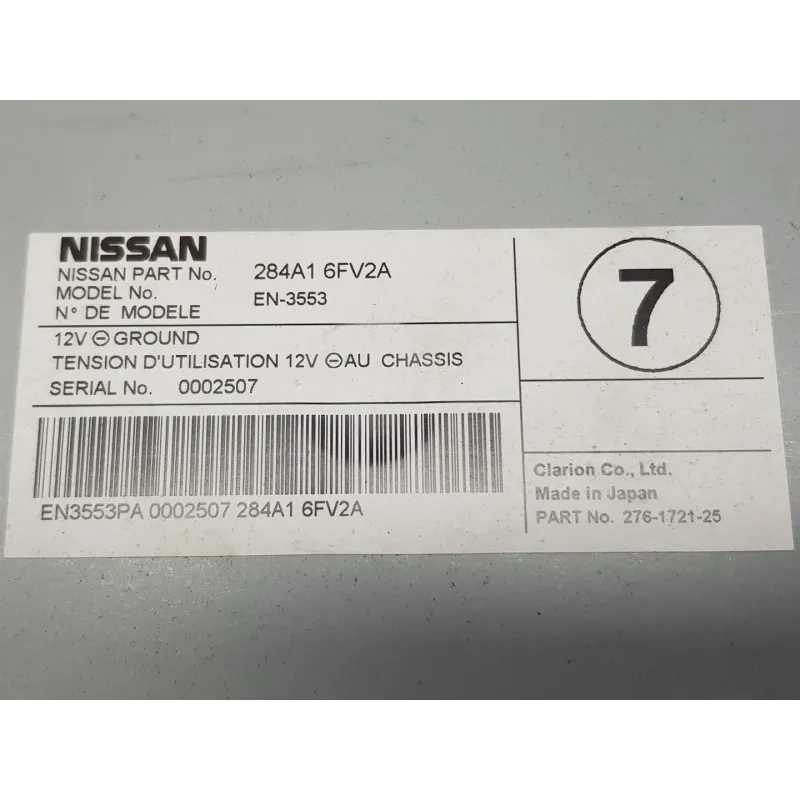 NISSAN
NISSAN PART No. 284A1 6FV2A
MODEL No.
N° DE MODELE EN-3553
12V ⊖ GROUND
TENSION D'UTILISATION 12V ⊖ AU CHASSIS
SERIAL No. 0002507
EN3553PA 0002507 284A1 6FV2A
7
Clarion Co., Ltd.
Made in Japan
PART No. 276-1721-25